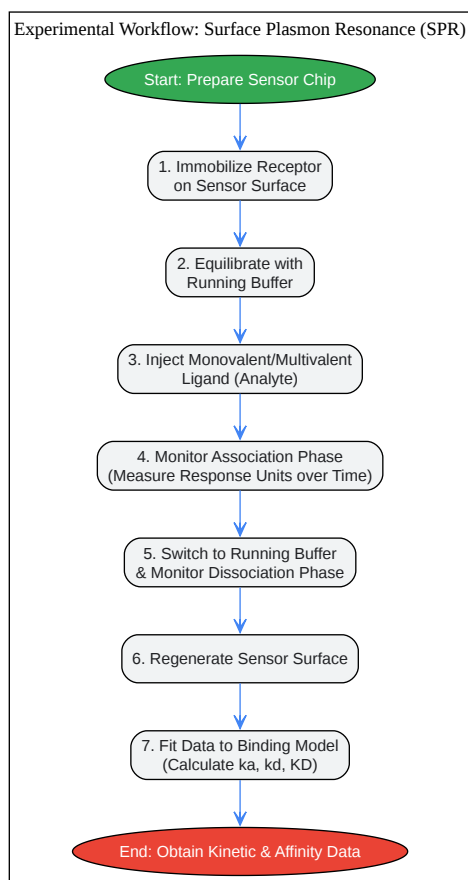 Experimental Workflow: Surface Plasmon Resonance (SPR)
Start: Prepare Sensor Chip
1. Immobilize Receptor
on Sensor Surface
2. Equilibrate with
Running Buffer
3. Inject Monovalent/Multivalent
Ligand (Analyte)
4. Monitor Association Phase
(Measure Response Units over Time)
5. Switch to Running Buffer
& Monitor Dissociation Phase
6. Regenerate Sensor Surface
7. Fit Data to Binding Model
(Calculate ka, kd, KD)
End: Obtain Kinetic & Affinity Data